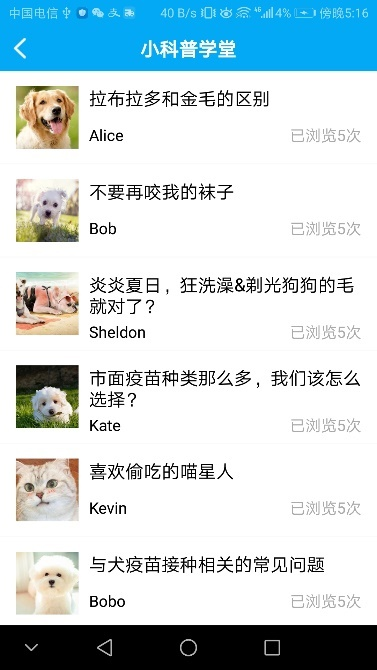 中国电信 40 B/s 46 4% 傍晚5:16
小科普学堂
拉布拉多和金毛的区别
Alice 已浏览5次
不要再咬我的袜子
Bob 已浏览5次
炎炎夏日，狂洗澡&剃光狗狗的毛
就对了？
Sheldon 已浏览5次
市面疫苗种类那么多，我们该怎么
选择？
Kate 已浏览5次
喜欢偷吃的喵星人
Kevin 已浏览5次
与犬疫苗接种相关的常见问题
Bobo 已浏览5次